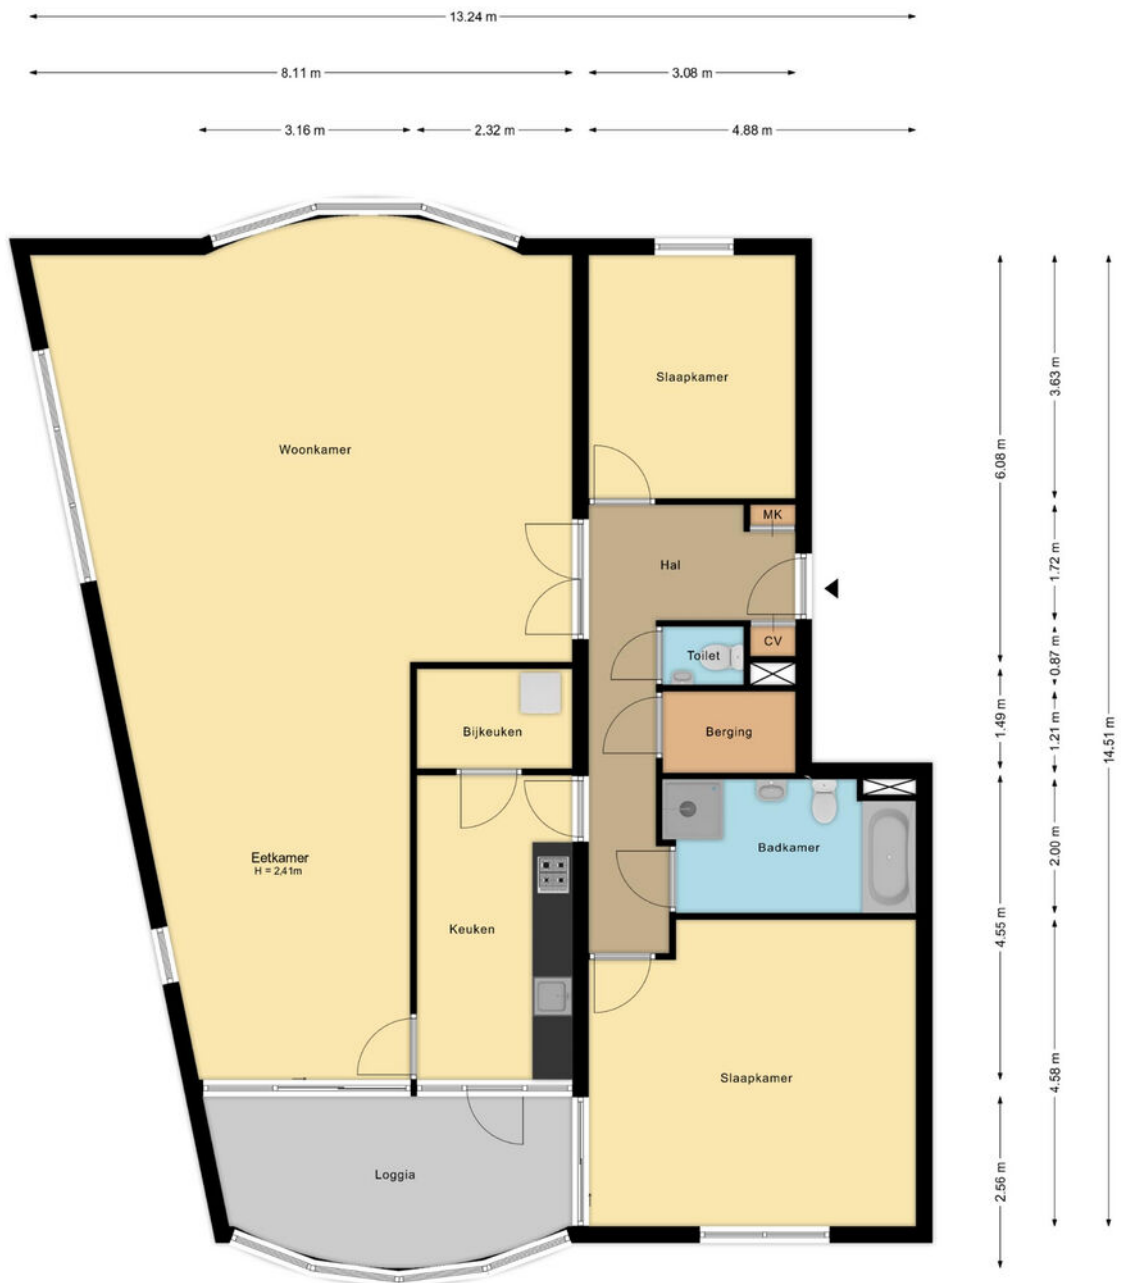 13.24 m
8.11 m
3.08 m
3.16 m
2.32 m
4.88 m
Slaapkamer
Woonkamer
MK
Hal
CV
Toilet
Bijkeuken
Berging
Badkamer
Eetkamer
H = 2,41m
Keuken
Slaapkamer
Loggia
6.08 m
1.49 m
4.55 m
2.56 m
3.63 m
1.72 m
0.87 m
1.21 m
2.00 m
4.58 m
14.51 m